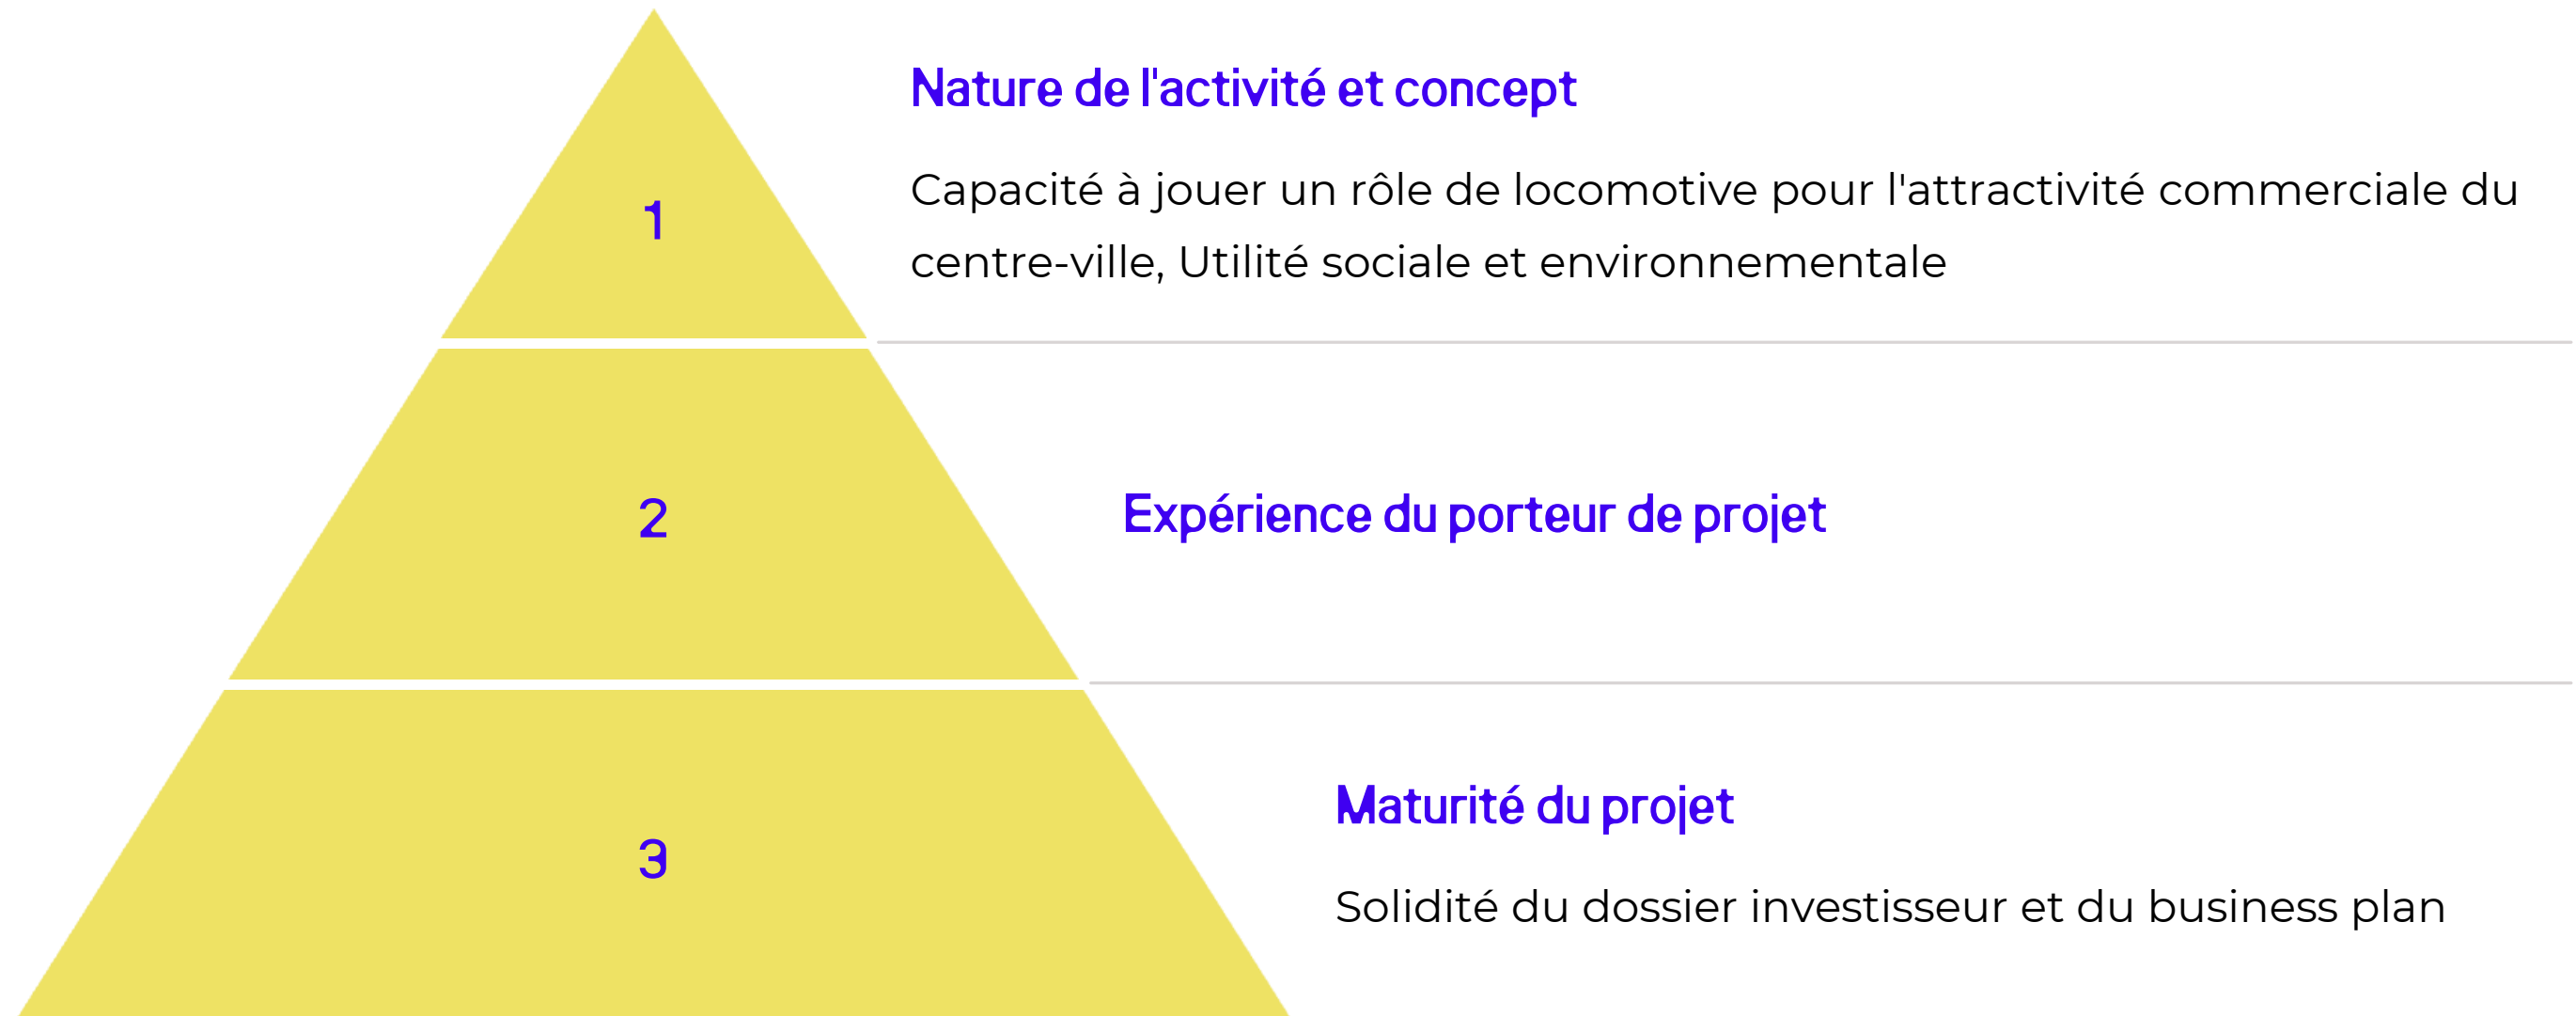 Nature de l'activité et concept
Capacité à jouer un rôle de locomotive pour l'attractivité commerciale du
centre-ville, Utilité sociale et environnementale
1
Expérience du porteur de projet
2
Maturité du projet
Solidité du dossier investisseur et du business plan
3